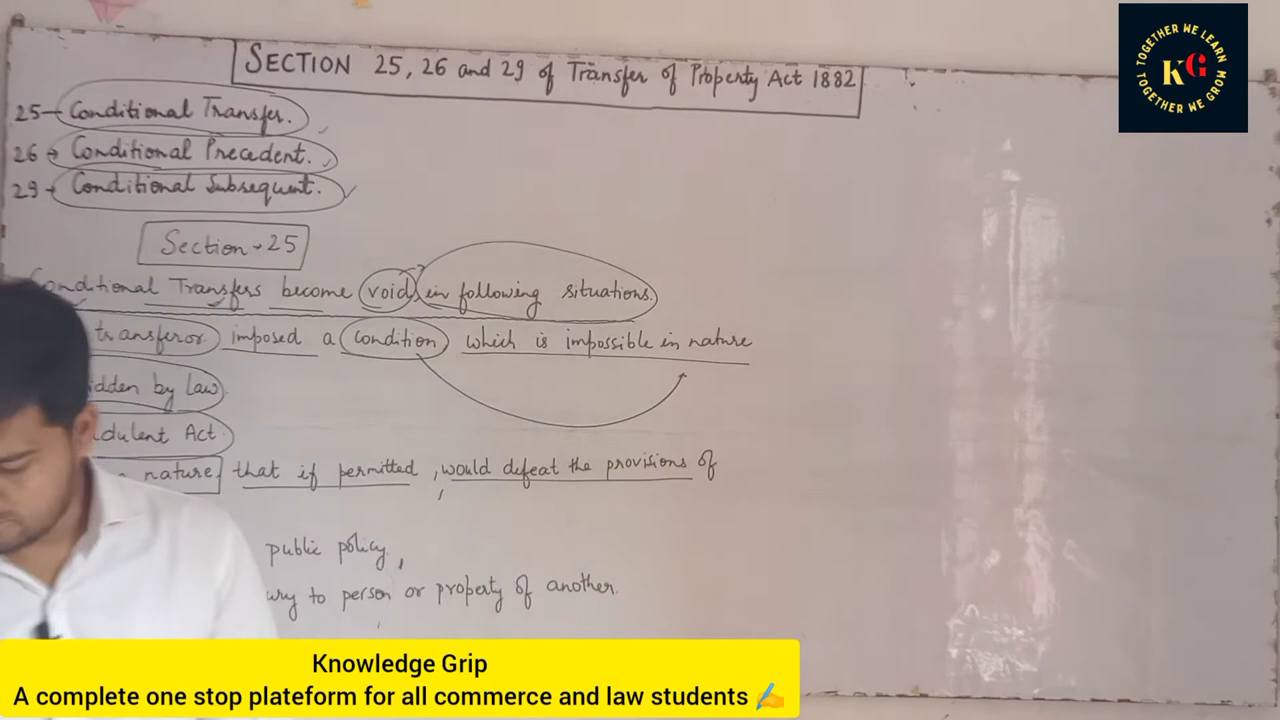 SECTION 25, 26 and 29 of Transfer of Property Act 1882
TOGETHER WE LEARN
KG
TOGETHER WE GROW
25 - Conditional Transfer.
26 → Conditional Precedent.
29 → Conditional Subsequent.
Section - 25
Conditional Transfers become void in following situations.
transferor imposed a condition which is impossible in nature
idden by law
dulent Act
nature that if permitted, would defeat the provisions of
public policy,
ury to person or property of another.
Knowledge Grip
A complete one stop plateform for all commerce and law students ✍️